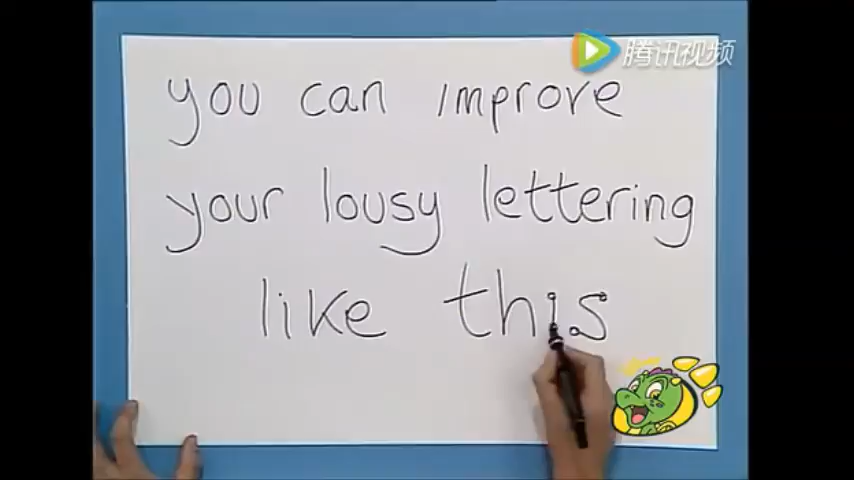 腾讯视频
you can improve
your lousy lettering
like this